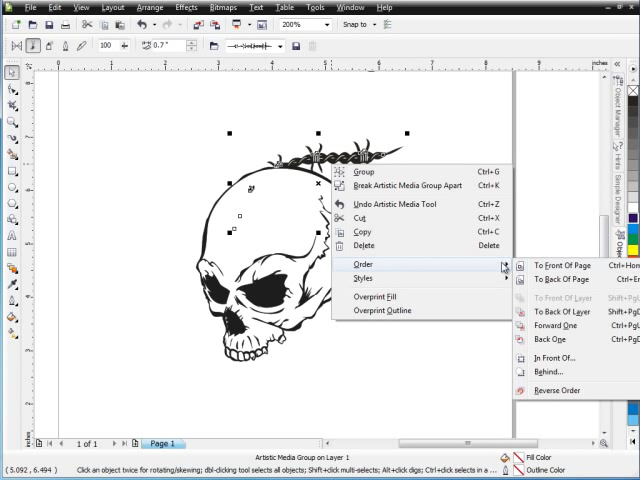 File Edit View Layout Arrange Effects Bitmaps Text Table Tools Window Help
200% Snap to
100 0.7 "
inches
Group Ctrl+G
Break Artistic Media Group Apart Ctrl+K
Undo Artistic Media Tool Ctrl+Z
Cut Ctrl+X
Copy Ctrl+C
Delete Delete
Order
Styles
Overprint Fill
Overprint Outline
To Front Of Page Ctrl+Hom
To Back Of Page Ctrl+Er
To Front Of Layer Shift+PgU
To Back Of Layer Shift+PgD
Forward One Ctrl+PgU
Back One Ctrl+PgD
In Front Of...
Behind...
Reverse Order
Object Manager
Hints
Simple Designer
1 of 1 Page 1
Artistic Media Group on Layer 1 Fill Color
( 5.092, 6.494 ) Click an object twice for rotating/skewing; dbl-clicking tool selects all objects; Shift+click multi-selects; Alt+click digs; Ctrl+click selects in a ... Outline Color